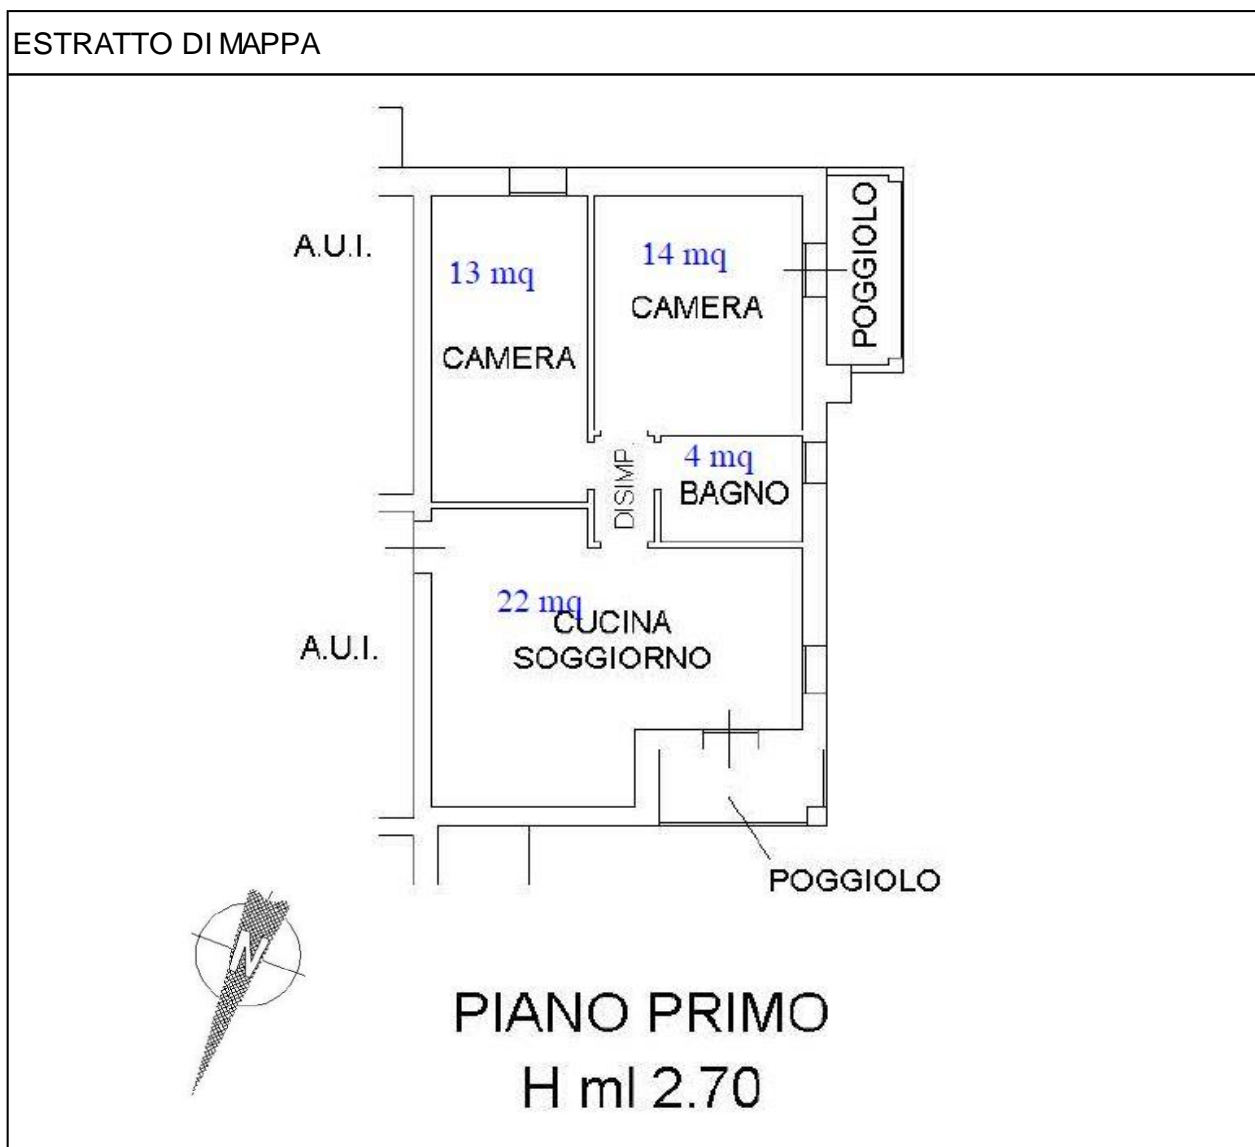 ESTRATTO DI MAPPA
A.U.I.
13 mq
CAMERA
14 mq
CAMERA
POGGIOLO
DISIMP.
4 mq
BAGNO
22 mq
CUCINA
SOGGIORNO
A.U.I.
POGGIOLO
N
PIANO PRIMO
H ml 2.70